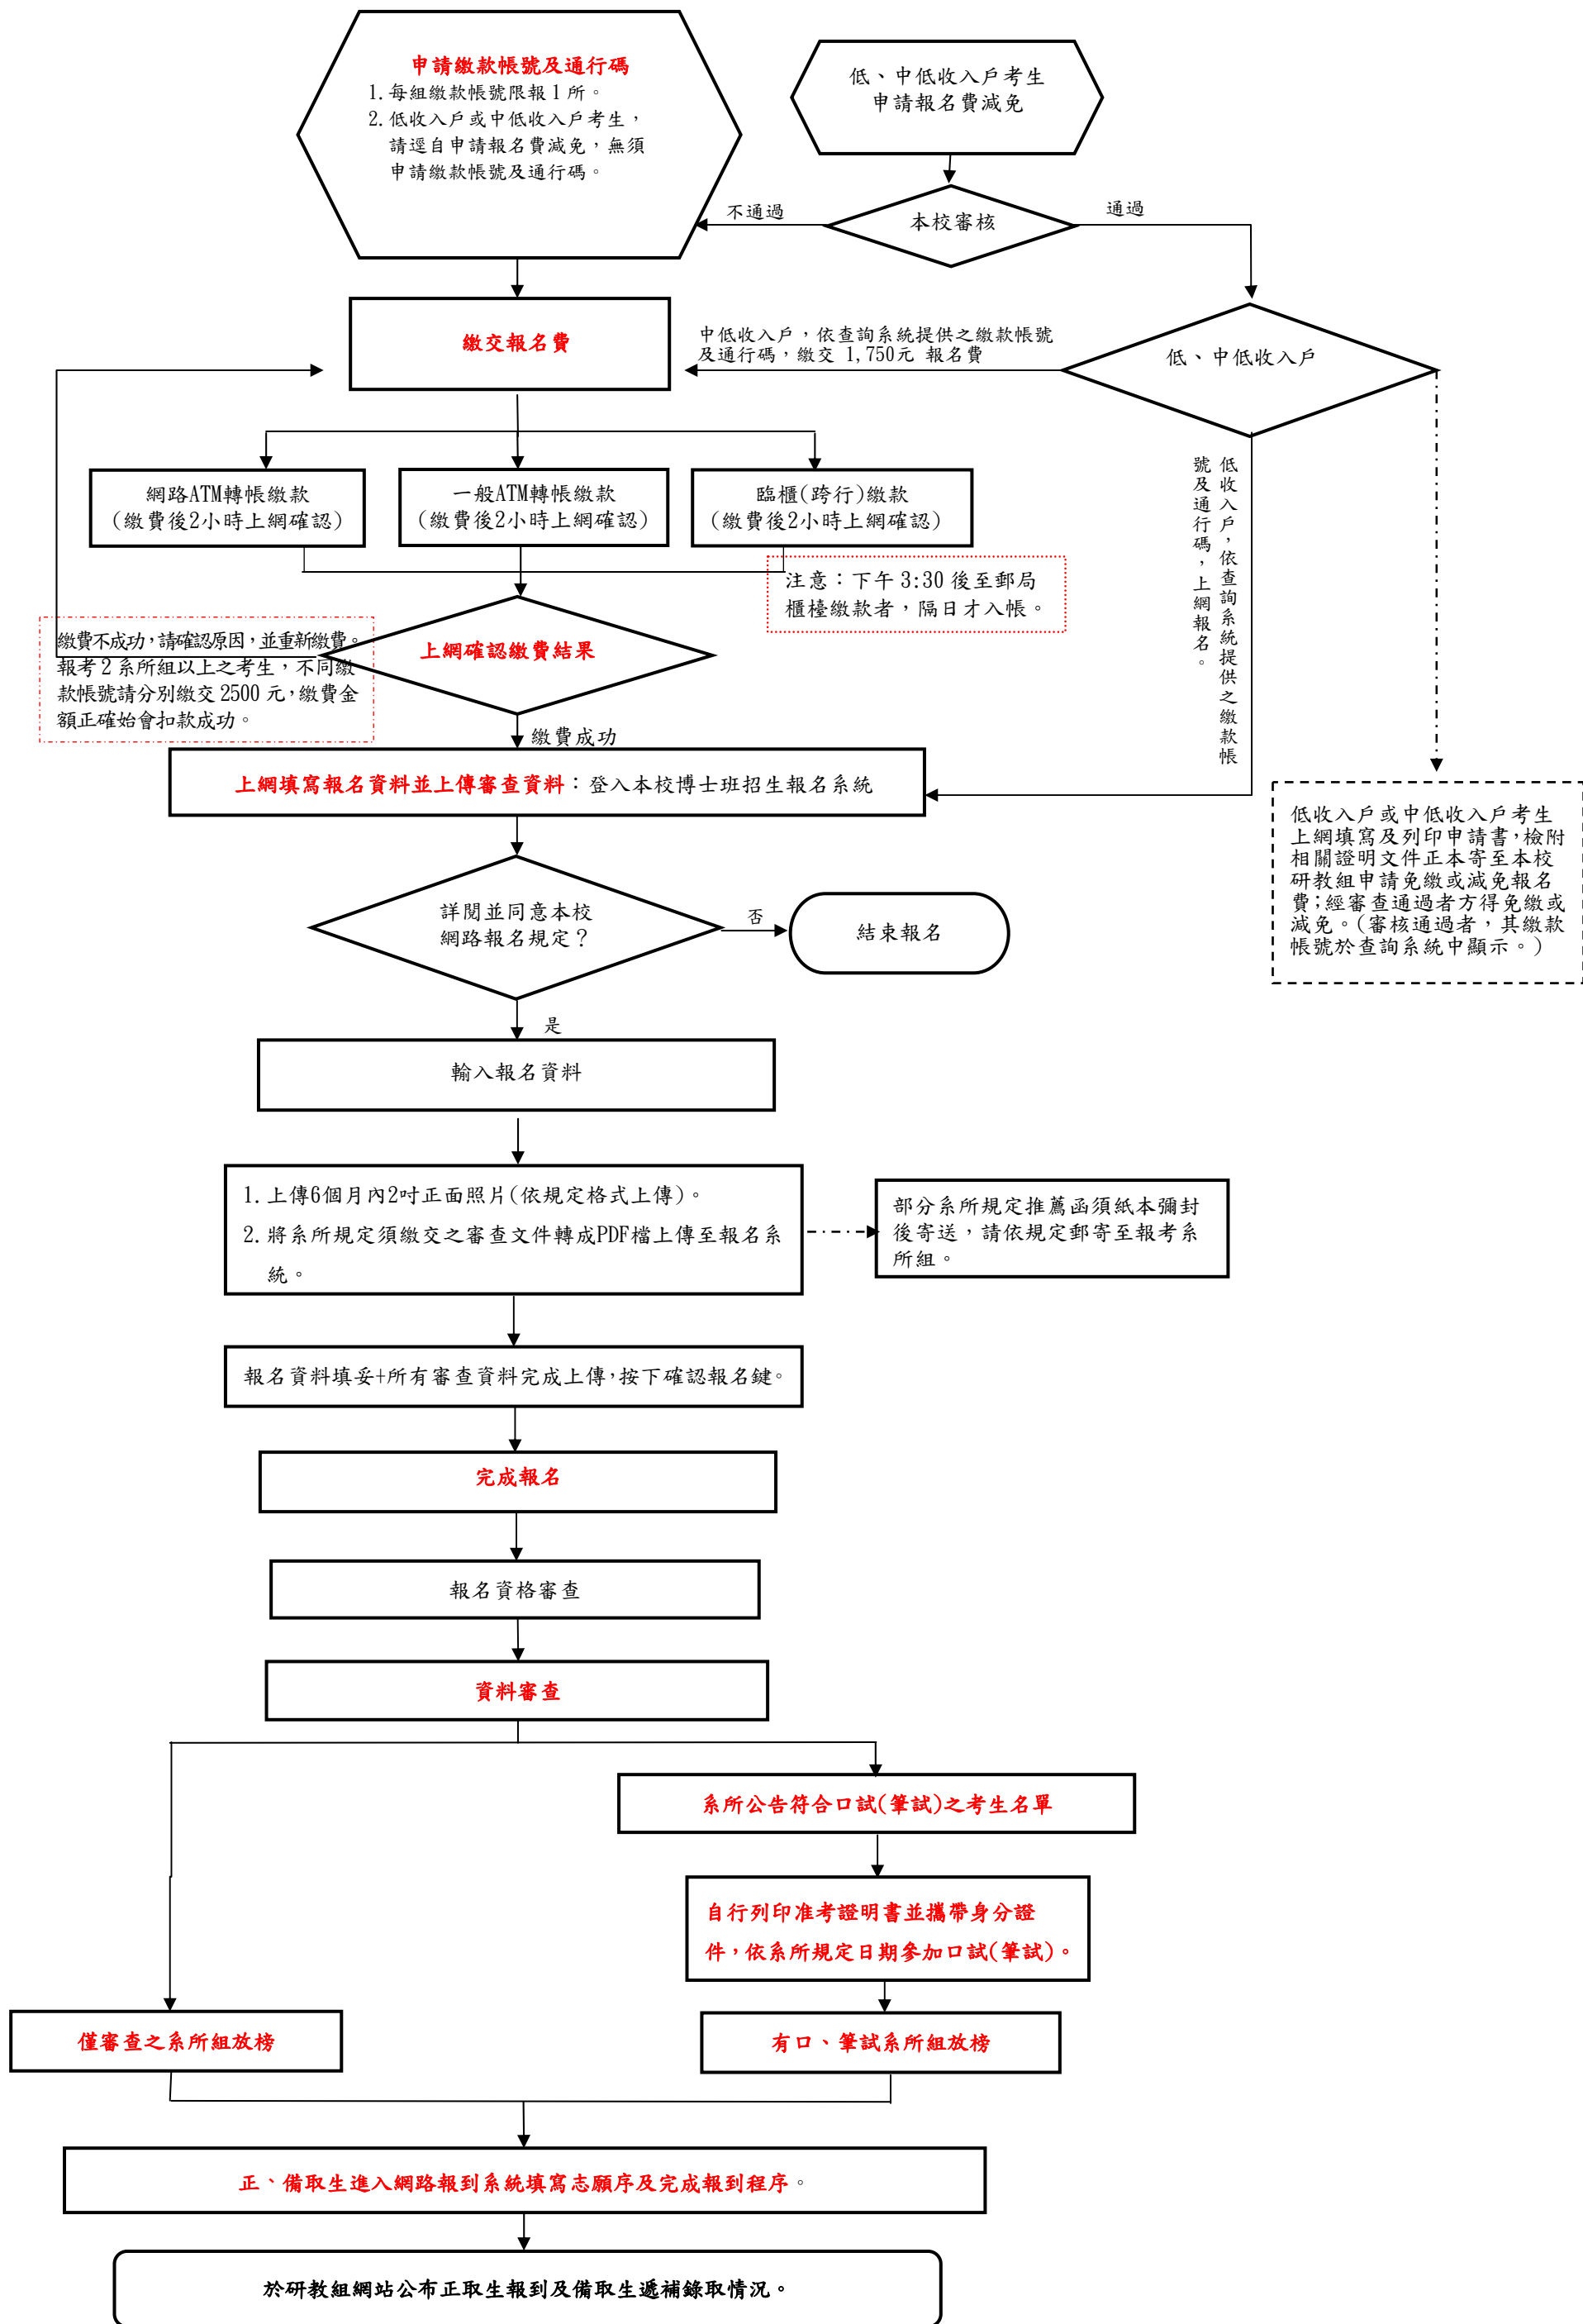 申請繳款帳號及通行碼
1. 每組繳款帳號限報 1 所。
2. 低收入戶或中低收入戶考生，
請逕自申請報名費減免，無須
申請繳款帳號及通行碼。
低、中低收入戶考生
申請報名費減免
不通過
本校審核
通過
繳交報名費
中低收入戶，依查詢系統提供之繳款帳號
及通行碼，繳交 1,750元 報名費
低、中低收入戶
網路ATM轉帳繳款
(繳費後2小時上網確認)
一般ATM轉帳繳款
(繳費後2小時上網確認)
臨櫃(跨行)繳款
(繳費後2小時上網確認)
低收入戶，依查詢系統提供之繳款帳
號及通行碼，上網報名。
注意：下午 3:30 後至郵局
櫃檯繳款者，隔日才入帳。
繳費不成功，請確認原因，並重新繳費。
報考 2 系所組以上之考生，不同繳
款帳號請分別繳交 2500 元，繳費金
額正確始會扣款成功。
上網確認繳費結果
繳費成功
上網填寫報名資料並上傳審查資料：登入本校博士班招生報名系統
低收入戶或中低收入戶考生
上網填寫及列印申請書，檢附
相關證明文件正本寄至本校
研教組申請免繳或減免報名
費；經審查通過者方得免繳或
減免。(審核通過者，其繳款
帳號於查詢系統中顯示。)
詳閱並同意本校
網路報名規定？
否
結束報名
是
輸入報名資料
1. 上傳6個月內2吋正面照片(依規定格式上傳)。
2. 將系所規定須繳交之審查文件轉成PDF檔上傳至報名系
統。
部分系所規定推薦函須紙本彌封
後寄送，請依規定郵寄至報考系
所組。
報名資料填妥+所有審查資料完成上傳，按下確認報名鍵。
完成報名
報名資格審查
資料審查
系所公告符合口試(筆試)之考生名單
自行列印准考證明書並攜帶身分證
件，依系所規定日期參加口試(筆試)。
僅審查之系所組放榜
有口、筆試系所組放榜
正、備取生進入網路報到系統填寫志願序及完成報到程序。
於研教組網站公布正取生報到及備取生遞補錄取情況。